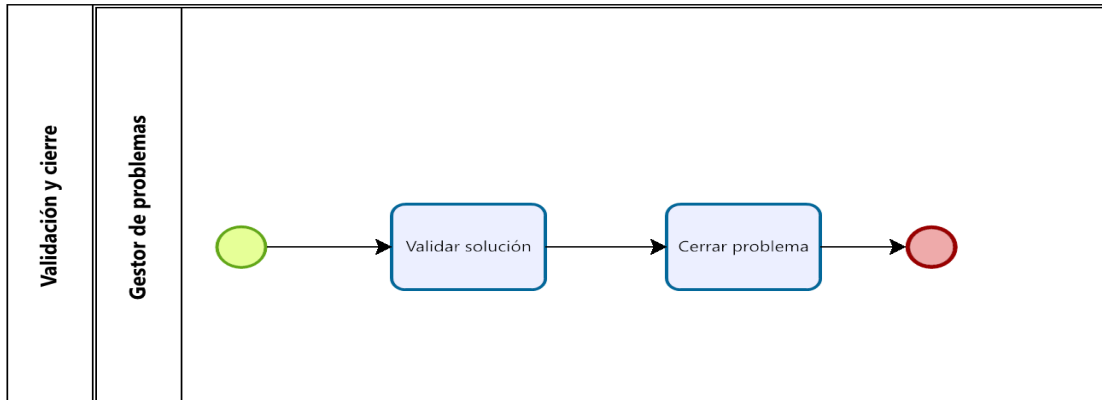 Validación y cierre
Gestor de problemas
Validar solución
Cerrar problema